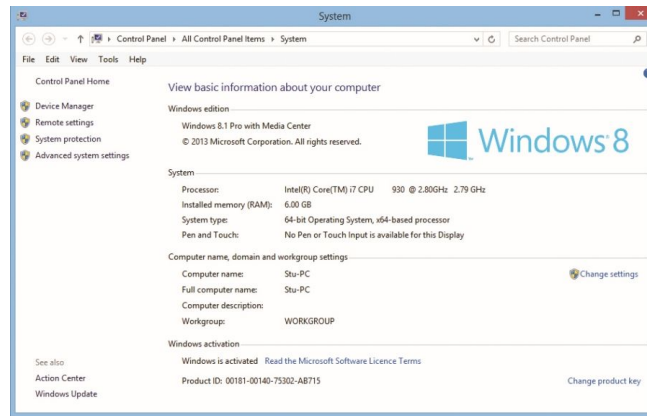 System
Control Panel ▸ All Control Panel Items ▸ System
Search Control Panel
File Edit View Tools Help
Control Panel Home
Device Manager
Remote settings
System protection
Advanced system settings
View basic information about your computer
Windows edition
Windows 8.1 Pro with Media Center
© 2013 Microsoft Corporation. All rights reserved.
Windows 8
System
Processor: Intel(R) Core(TM) i7 CPU 930 @ 2.80GHz 2.79 GHz
Installed memory (RAM): 6.00 GB
System type: 64-bit Operating System, x64-based processor
Pen and Touch: No Pen or Touch Input is available for this Display
Computer name, domain and workgroup settings
Computer name: Stu-PC
Change settings
Full computer name: Stu-PC
Computer description:
Workgroup: WORKGROUP
Windows activation
Windows is activated Read the Microsoft Software Licence Terms
Product ID: 00181-00140-75302-AB715
Change product key
See also
Action Center
Windows Update